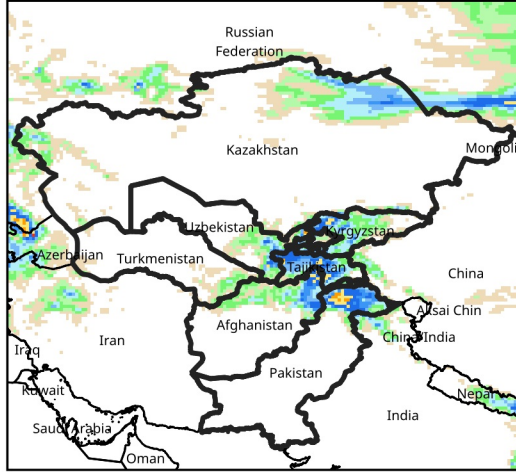 Russian
Federation
Kazakhstan
Mongoli
Uzbekistan
Kyrgyzstan
Azerbaijan
Turkmenistan
Tajikistan
China
Aksai Chin
Afghanistan
China/India
Iran
Iraq
Pakistan
Kuwait
Nepal
India
Saudi Arabia
Oman